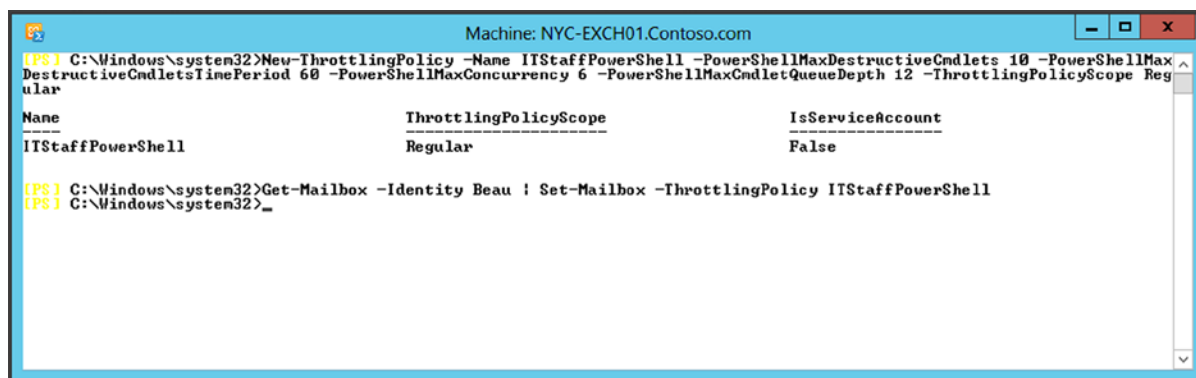 Machine: NYC-EXCH01.Contoso.com
[PS] C:\Windows\system32>New-ThrottlingPolicy -Name ITStaffPowerShell -PowerShellMaxDestructiveCmdlets 10 -PowerShellMax
DestructiveCmdletsTimePeriod 60 -PowerShellMaxConcurrency 6 -PowerShellMaxCmdletQueueDepth 12 -ThrottlingPolicyScope Reg
ular
Name ThrottlingPolicyScope IsServiceAccount
---- --------------------- ----------------
ITStaffPowerShell Regular False
[PS] C:\Windows\system32>Get-Mailbox -Identity Beau | Set-Mailbox -ThrottlingPolicy ITStaffPowerShell
[PS] C:\Windows\system32>_